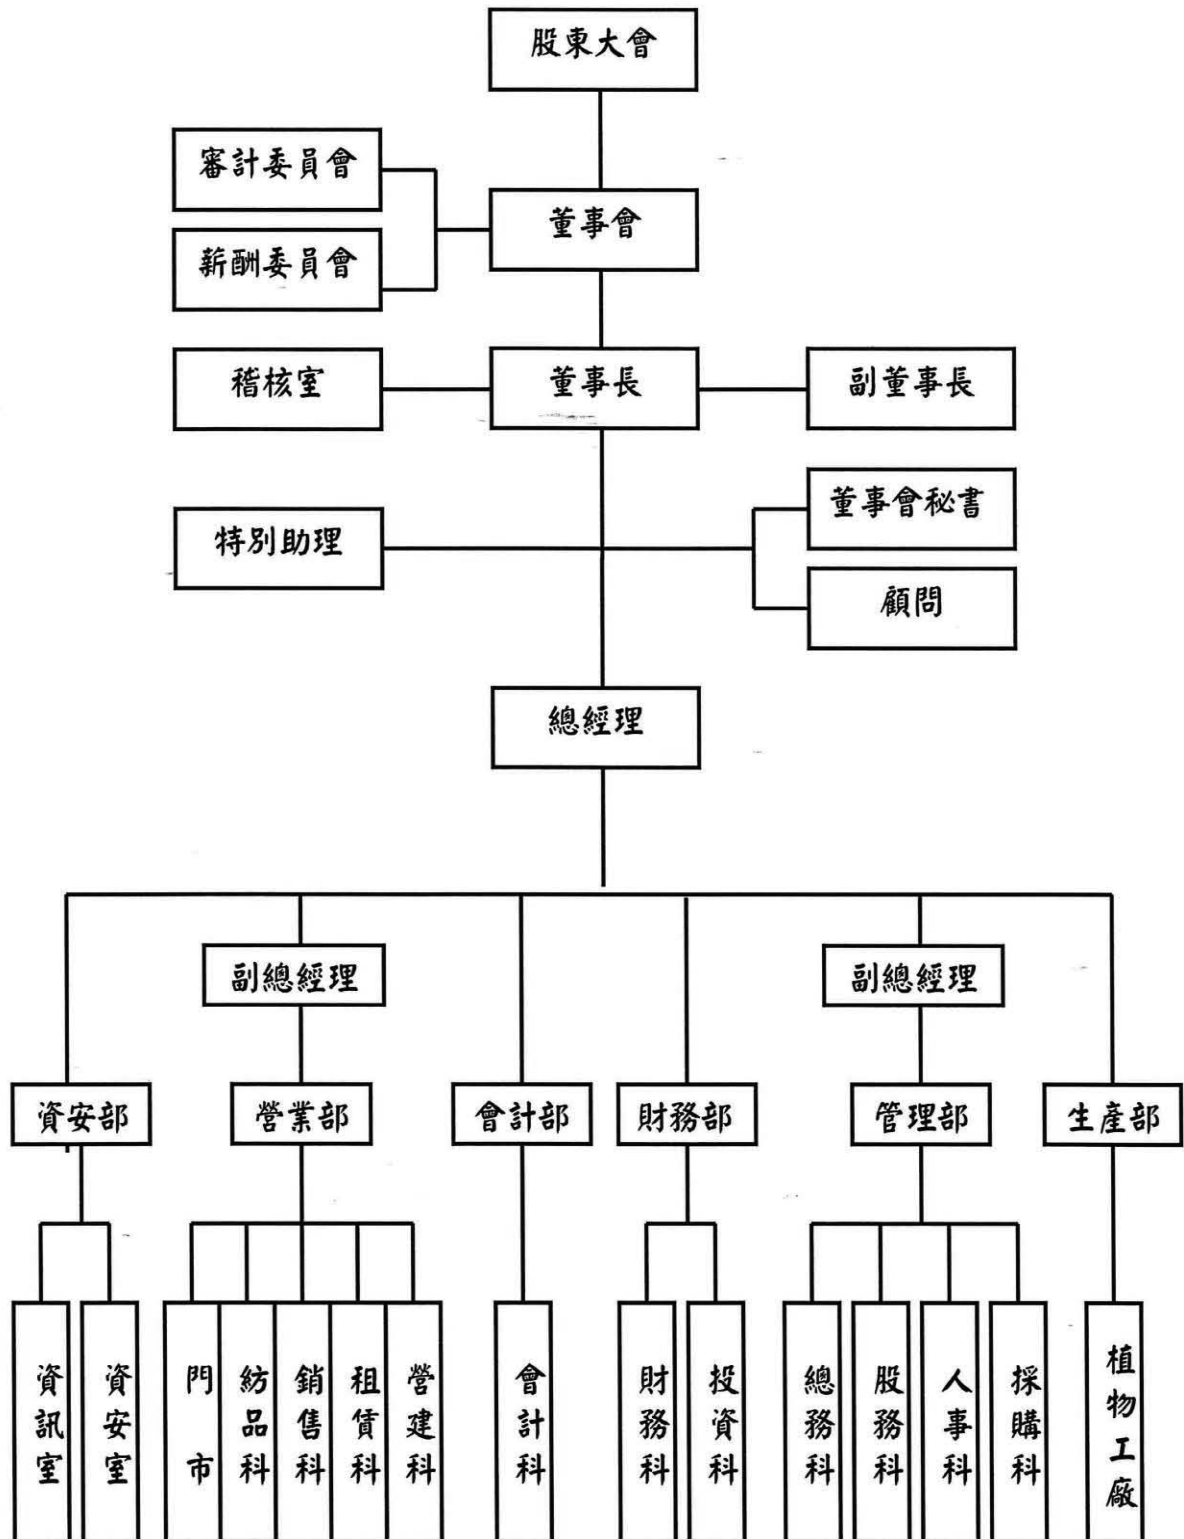 股東大會
審計委員會
董事會
薪酬委員會
稽核室
董事長
副董事長
董事會秘書
特別助理
顧問
總經理
副總經理
副總經理
資安部
營業部
會計部
財務部
管理部
生產部
資訊室
資安室
門市
紡品科
銷售科
租賃科
營建科
會計科
財務科
投資科
總務科
股務科
人事科
採購科
植物工廠